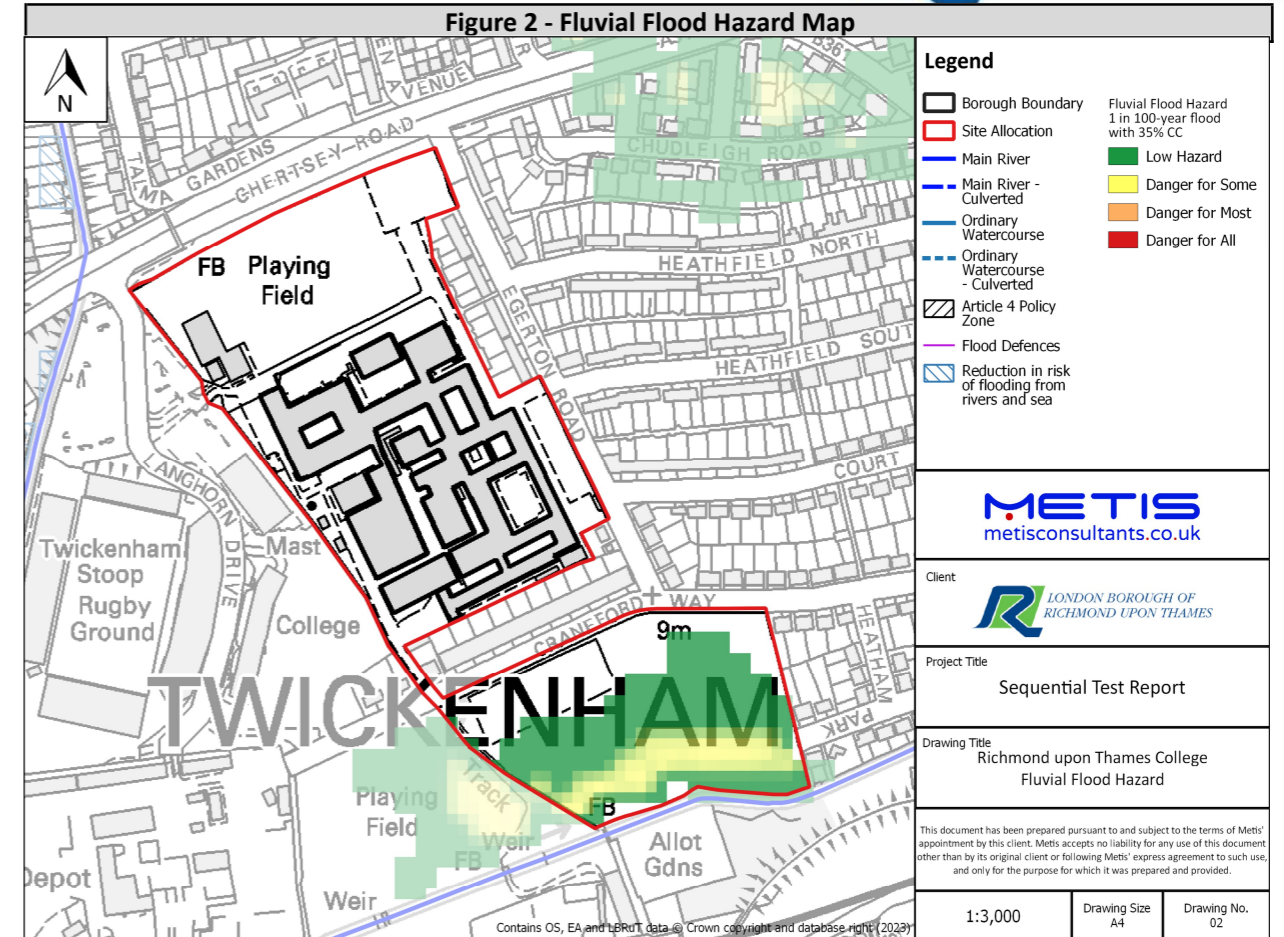 Figure 2 - Fluvial Flood Hazard Map
N
EN AVENUE
B361
TALMA
GARDENS
CHERTSEY ROAD
CHUDLEIGH ROAD
FB Playing
Field
HEATHFIELD NORTH
EGERTON ROAD
HEATHFIELD SOUT
COURT
LANGHORN
DRIVE
Mast
Twickenham
Stoop
Rugby
Ground
College
CRANEFORD WAY
9m
HEATHAM
PARK
TWICKENHAM
Track
Playing
Field
FB
Weir
FB
Allot
Gdns
Depot
Weir
Contains OS, EA and LBRuT data © Crown copyright and database right (2023)
Legend
Borough Boundary
Site Allocation
Main River
Main River -
Culverted
Ordinary
Watercourse
Ordinary
Watercourse
- Culverted
Article 4 Policy
Zone
Flood Defences
Reduction in risk
of flooding from
rivers and sea
Fluvial Flood Hazard
1 in 100-year flood
with 35% CC
Low Hazard
Danger for Some
Danger for Most
Danger for All
METIS
metisconsultants.co.uk
Client
LONDON BOROUGH OF
RICHMOND UPON THAMES
Project Title
Sequential Test Report
Drawing Title
Richmond upon Thames College
Fluvial Flood Hazard
This document has been prepared pursuant to and subject to the terms of Metis'
appointment by this client. Metis accepts no liability for any use of this document
other than by its original client or following Metis' express agreement to such use,
and only for the purpose for which it was prepared and provided.
1:3,000
Drawing Size
A4
Drawing No.
02